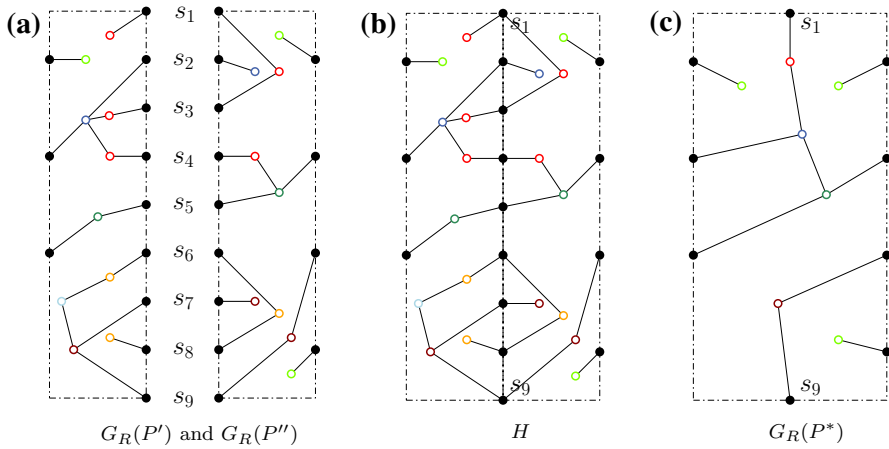 (a)
s₁
s₂
s₃
s₄
s₅
s₆
s₇
s₈
s₉
G_R(P′) and G_R(P″)
(b)
s₁
s₉
H
(c)
s₁
s₉
G_R(P*)